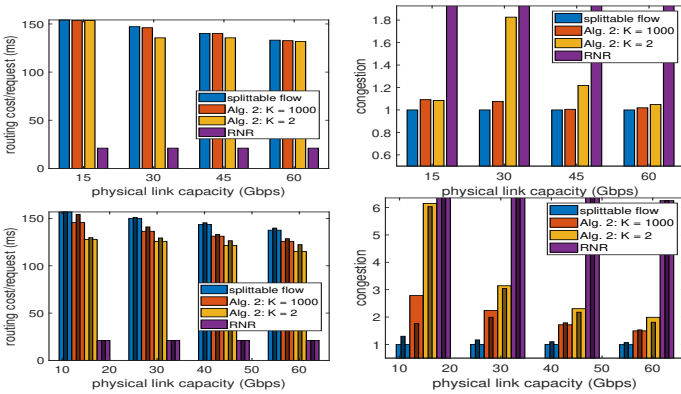 routing cost/request (ms)
150
100
50
0
splittable flow
Alg. 2: K = 1000
Alg. 2: K = 2
RNR
15 30 45 60
physical link capacity (Gbps)
congestion
1.8
1.6
1.4
1.2
1
0.8
0.6
splittable flow
Alg. 2: K = 1000
Alg. 2: K = 2
RNR
15 30 45 60
physical link capacity (Gbps)
routing cost/request (ms)
150
100
50
0
splittable flow
Alg. 2: K = 1000
Alg. 2: K = 2
RNR
10 20 30 40 50 60
physical link capacity (Gbps)
congestion
6
5
4
3
2
1
splittable flow
Alg. 2: K = 1000
Alg. 2: K = 2
RNR
10 20 30 40 50 60
physical link capacity (Gbps)